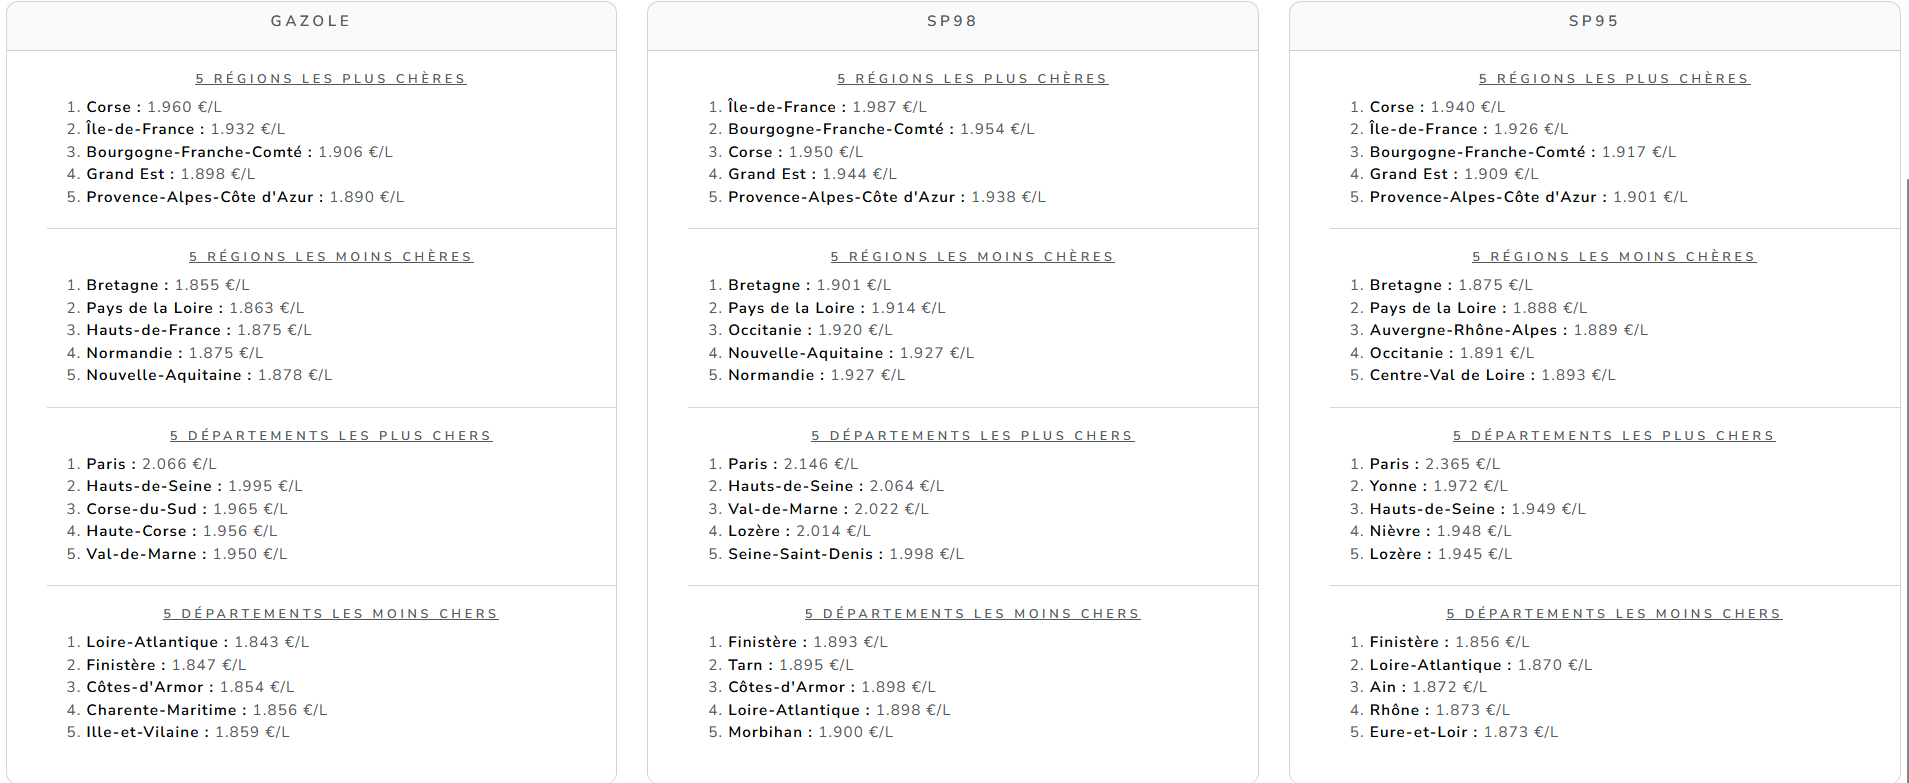 GAZOLE
5 RÉGIONS LES PLUS CHÈRES
1. Corse : 1.960 €/L
2. Île-de-France : 1.932 €/L
3. Bourgogne-Franche-Comté : 1.906 €/L
4. Grand Est : 1.898 €/L
5. Provence-Alpes-Côte d'Azur : 1.890 €/L
5 RÉGIONS LES MOINS CHÈRES
1. Bretagne : 1.855 €/L
2. Pays de la Loire : 1.863 €/L
3. Hauts-de-France : 1.875 €/L
4. Normandie : 1.875 €/L
5. Nouvelle-Aquitaine : 1.878 €/L
5 DÉPARTEMENTS LES PLUS CHERS
1. Paris : 2.066 €/L
2. Hauts-de-Seine : 1.995 €/L
3. Corse-du-Sud : 1.965 €/L
4. Haute-Corse : 1.956 €/L
5. Val-de-Marne : 1.950 €/L
5 DÉPARTEMENTS LES MOINS CHERS
1. Loire-Atlantique : 1.843 €/L
2. Finistère : 1.847 €/L
3. Côtes-d'Armor : 1.854 €/L
4. Charente-Maritime : 1.856 €/L
5. Ille-et-Vilaine : 1.859 €/L
SP98
5 RÉGIONS LES PLUS CHÈRES
1. Île-de-France : 1.987 €/L
2. Bourgogne-Franche-Comté : 1.954 €/L
3. Corse : 1.950 €/L
4. Grand Est : 1.944 €/L
5. Provence-Alpes-Côte d'Azur : 1.938 €/L
5 RÉGIONS LES MOINS CHÈRES
1. Bretagne : 1.901 €/L
2. Pays de la Loire : 1.914 €/L
3. Occitanie : 1.920 €/L
4. Nouvelle-Aquitaine : 1.927 €/L
5. Normandie : 1.927 €/L
5 DÉPARTEMENTS LES PLUS CHERS
1. Paris : 2.146 €/L
2. Hauts-de-Seine : 2.064 €/L
3. Val-de-Marne : 2.022 €/L
4. Lozère : 2.014 €/L
5. Seine-Saint-Denis : 1.998 €/L
5 DÉPARTEMENTS LES MOINS CHERS
1. Finistère : 1.893 €/L
2. Tarn : 1.895 €/L
3. Côtes-d'Armor : 1.898 €/L
4. Loire-Atlantique : 1.898 €/L
5. Morbihan : 1.900 €/L
SP95
5 RÉGIONS LES PLUS CHÈRES
1. Corse : 1.940 €/L
2. Île-de-France : 1.926 €/L
3. Bourgogne-Franche-Comté : 1.917 €/L
4. Grand Est : 1.909 €/L
5. Provence-Alpes-Côte d'Azur : 1.901 €/L
5 RÉGIONS LES MOINS CHÈRES
1. Bretagne : 1.875 €/L
2. Pays de la Loire : 1.888 €/L
3. Auvergne-Rhône-Alpes : 1.889 €/L
4. Occitanie : 1.891 €/L
5. Centre-Val de Loire : 1.893 €/L
5 DÉPARTEMENTS LES PLUS CHERS
1. Paris : 2.365 €/L
2. Yonne : 1.972 €/L
3. Hauts-de-Seine : 1.949 €/L
4. Nièvre : 1.948 €/L
5. Lozère : 1.945 €/L
5 DÉPARTEMENTS LES MOINS CHERS
1. Finistère : 1.856 €/L
2. Loire-Atlantique : 1.870 €/L
3. Ain : 1.872 €/L
4. Rhône : 1.873 €/L
5. Eure-et-Loir : 1.873 €/L